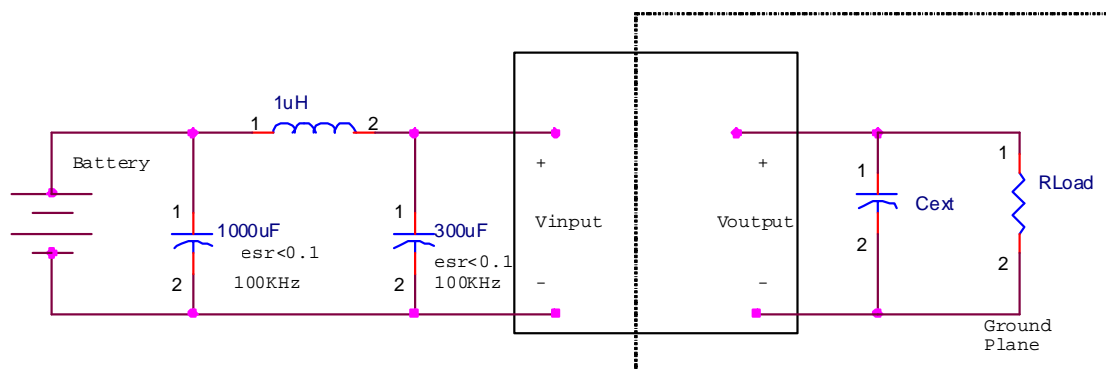 1uH
1 2
Battery
+ +
1 1
1 1000uF 1 300uF Vinput Voutput Cext RLoad
esr<0.1 esr<0.1
2 100KHz 2 100KHz - 2 - 2
Ground
Plane